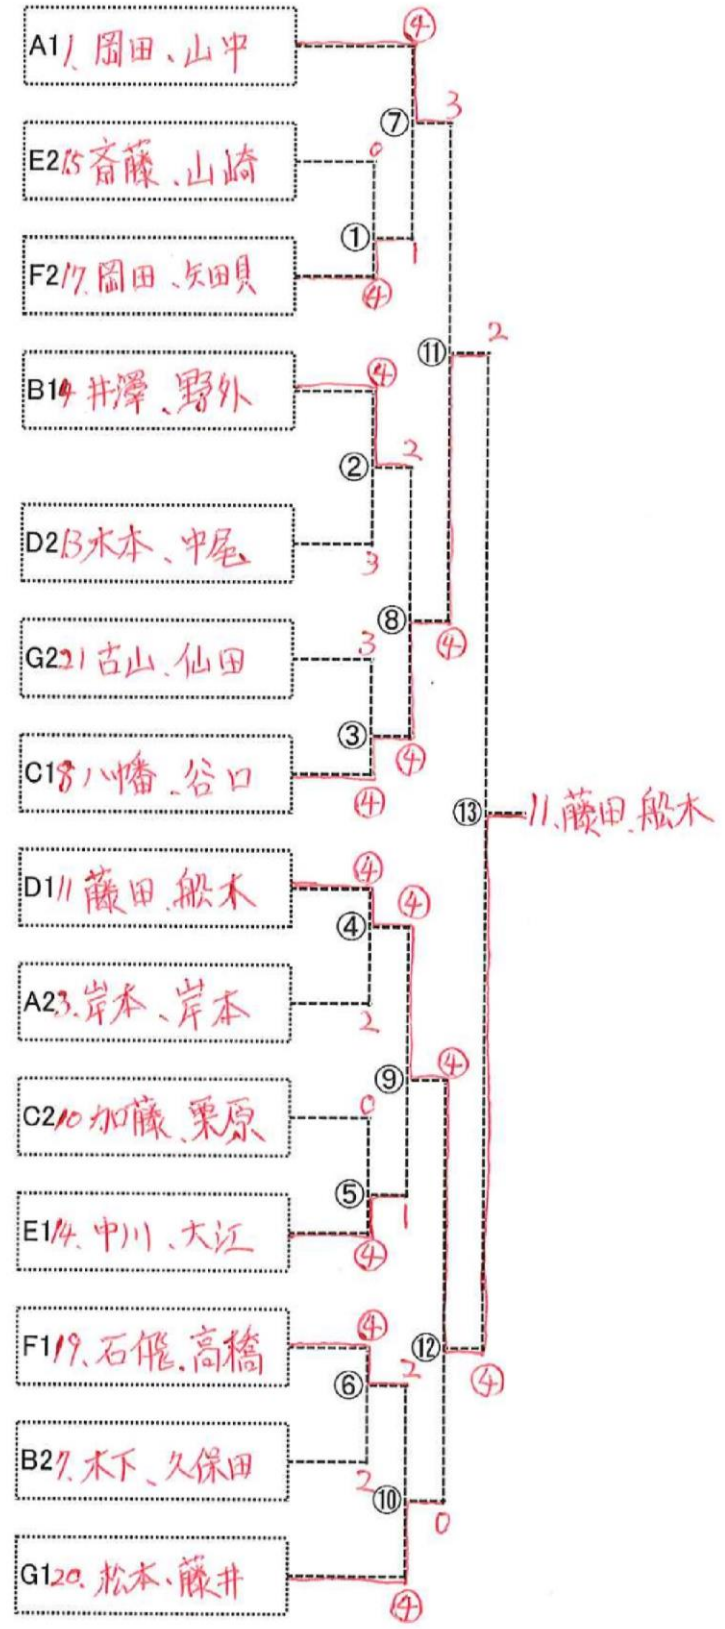 ④
A1 1. 岡田、山中
⑦ 3
E2 15 斎藤、山崎 0
① 1
F2 17. 岡田、矢田貝 ④
⑪ 2
B1 4 井澤、野外 ④
② 2
D2 13 木本、中尾 3
⑧ ④
G2 21 古山、仙田 3
③ ④
C1 8 八幡、谷口 ④
⑬ 11. 藤田、船木
D1 11 藤田、船木 ④
④ ④
A2 3. 岸本、岸本 2
⑨ ④
C2 10 加藤、栗原 0
⑤ 1
E1 14. 中川、大江 ④
F1 19. 石飛、高橋 ④
⑫ ④
⑥ 2
B2 7. 木下、久保田 2
⑩ 0
G1 20. 松本、藤井 ④